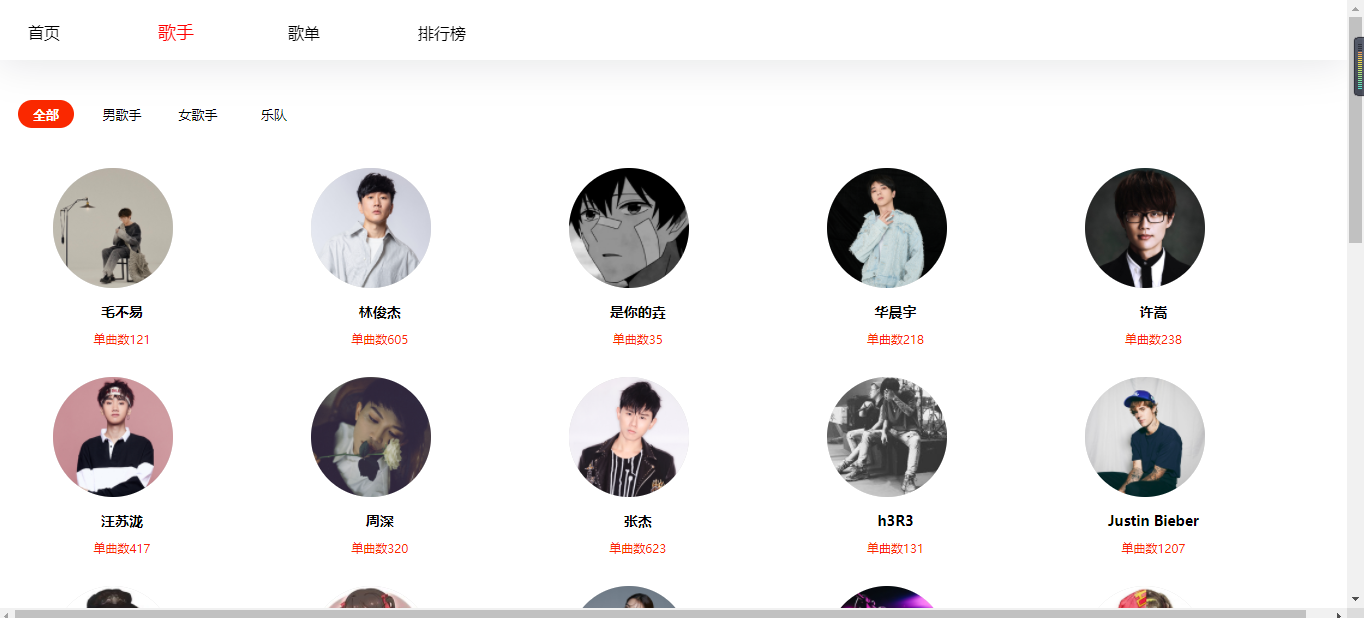 首页 歌手 歌单 排行榜
全部 男歌手 女歌手 乐队
毛不易 林俊杰 是你的垚 华晨宇 许嵩
单曲数121 单曲数605 单曲数35 单曲数218 单曲数238
汪苏泷 周深 张杰 h3R3 Justin Bieber
单曲数417 单曲数320 单曲数623 单曲数131 单曲数1207